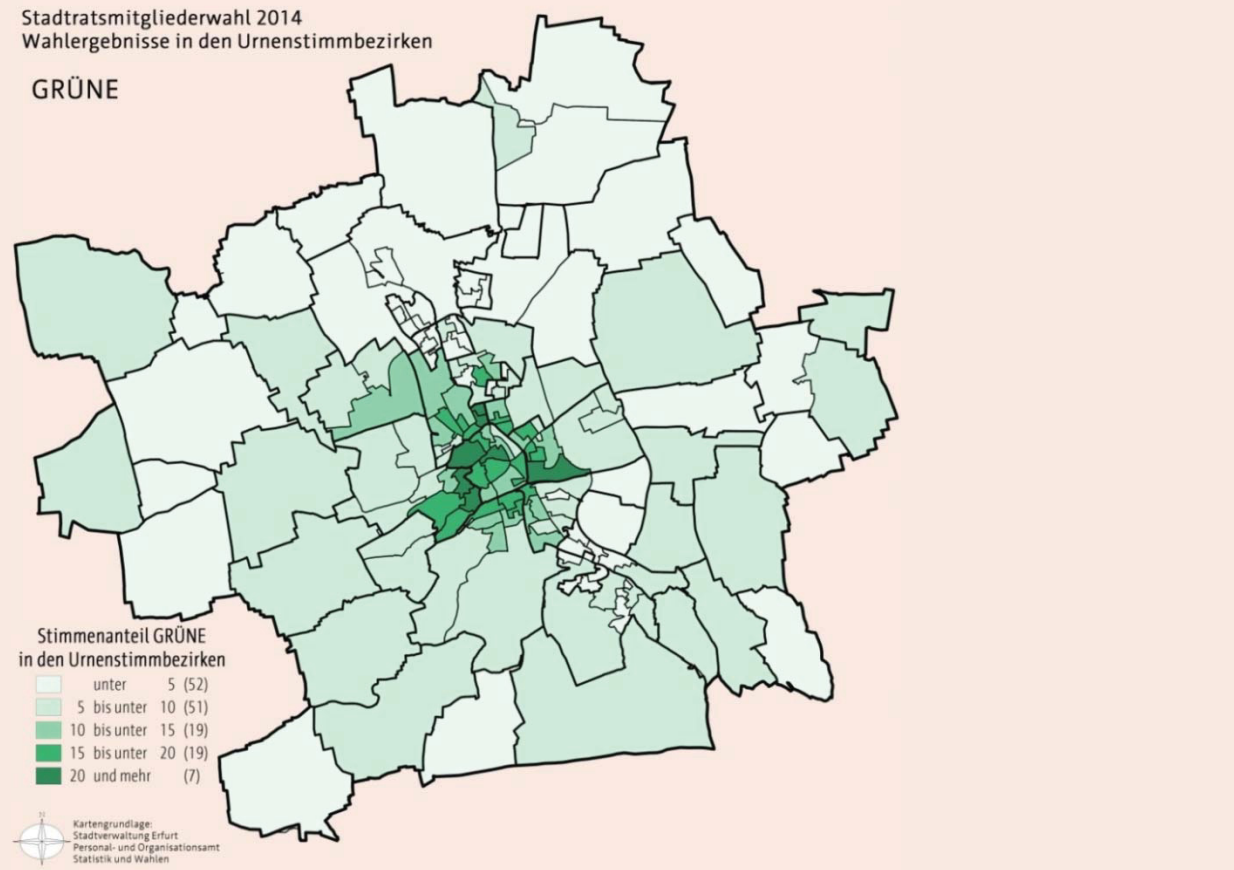 Stadtratsmitgliederwahl 2014
Wahlergebnisse in den Urnenstimmbezirken
GRÜNE
Stimmenanteil GRÜNE
in den Urnenstimmbezirken
unter 5 (52)
5 bis unter 10 (51)
10 bis unter 15 (19)
15 bis unter 20 (19)
20 und mehr (7)
Kartengrundlage:
Stadtverwaltung Erfurt
Personal- und Organisationsamt
Statistik und Wahlen